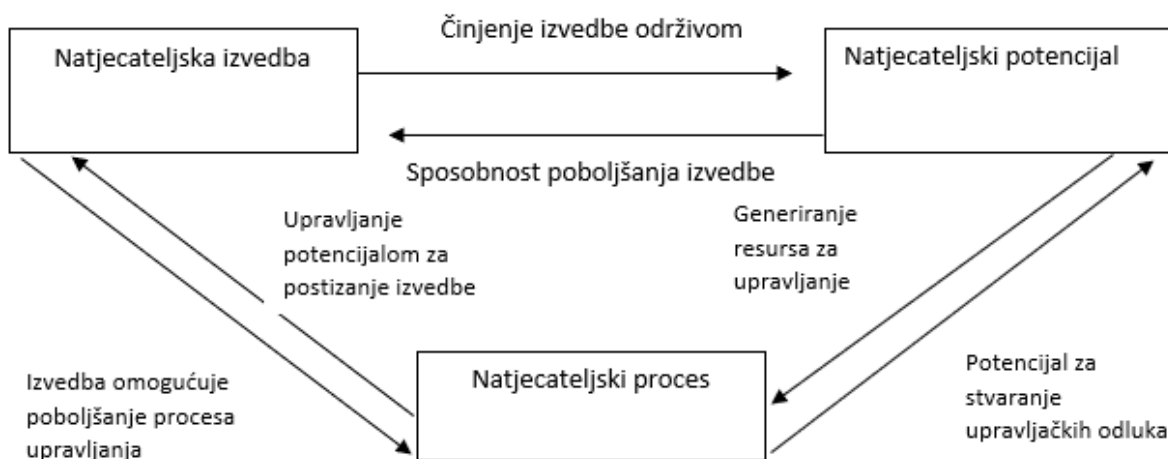 Činjenje izvedbe održivom
Natjecateljska izvedba
Natjecateljski potencijal
Sposobnost poboljšanja izvedbe
Upravljanje
potencijalom za
postizanje izvedbe
Generiranje
resursa za
upravljanje
Natjecateljski proces
Izvedba omogućuje
poboljšanje procesa
upravljanja
Potencijal za
stvaranje
upravljačkih odluka